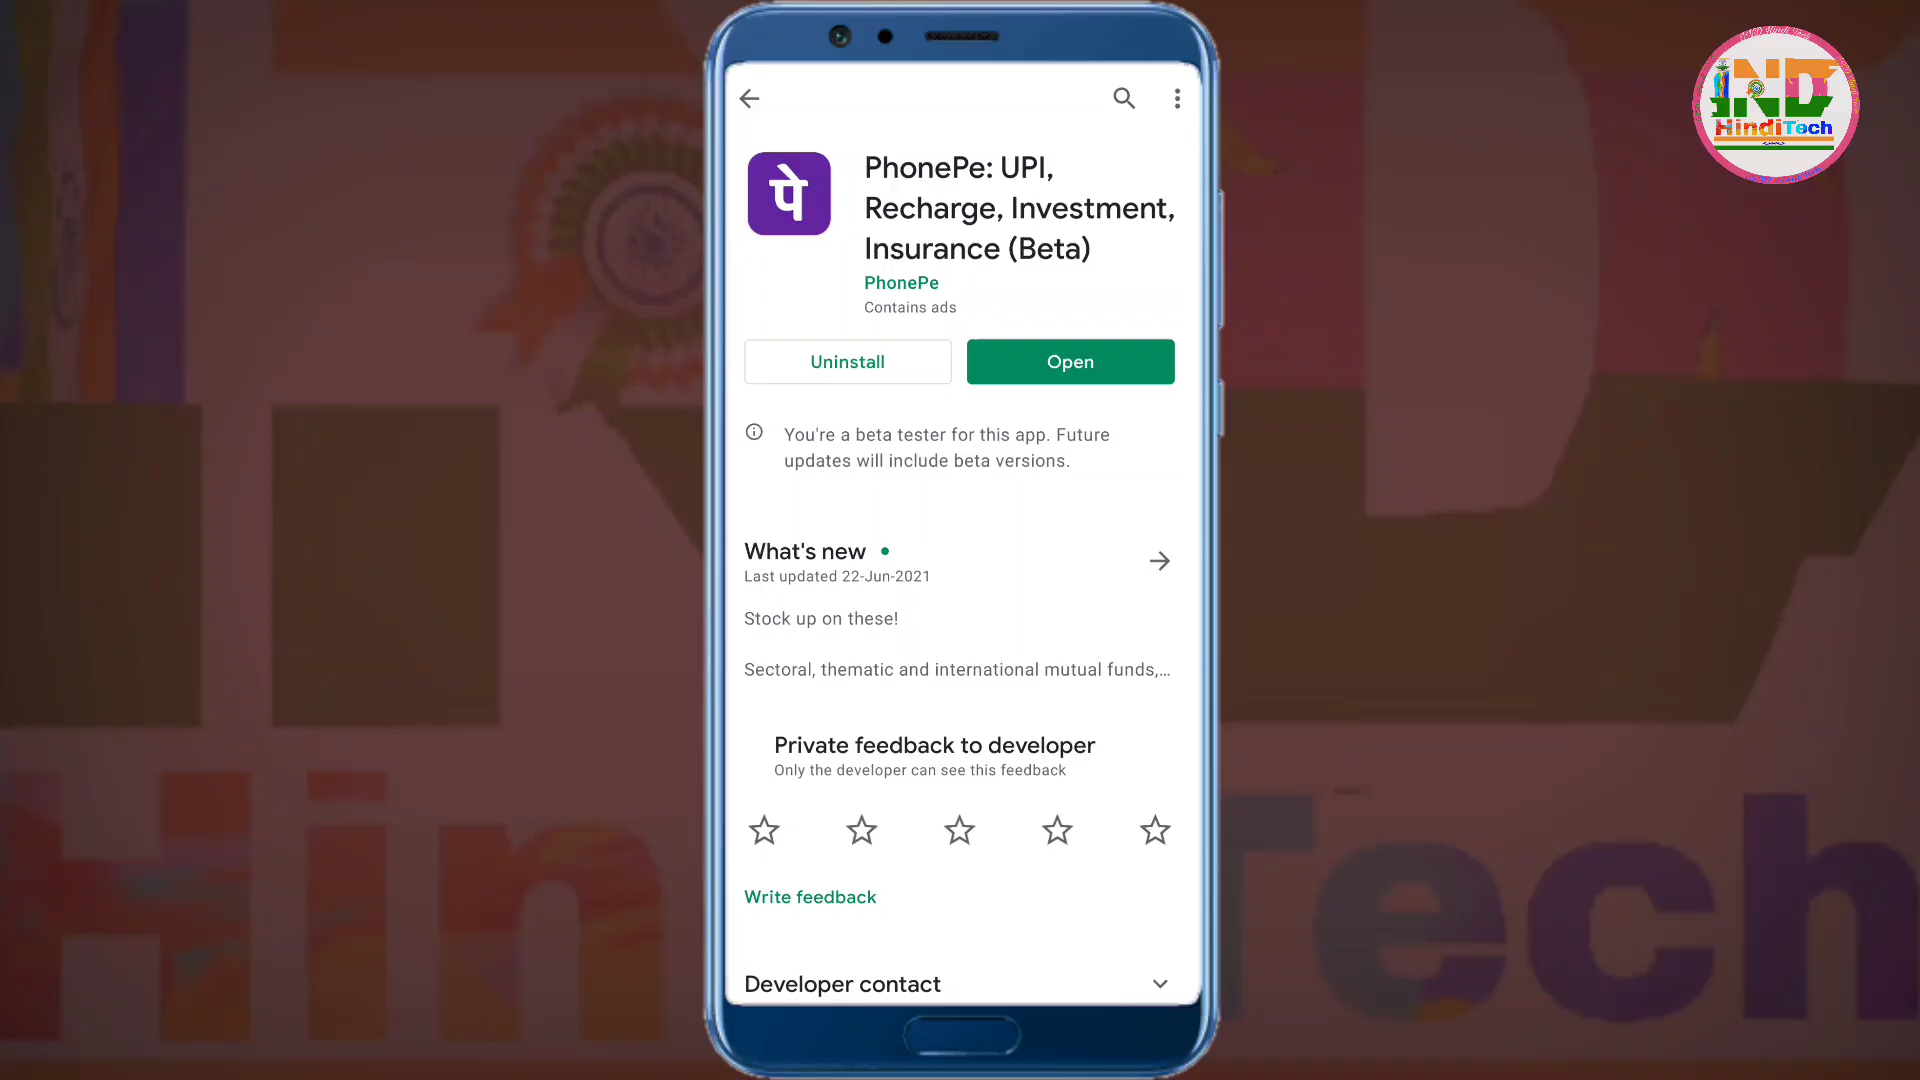 IND
HindiTech
पे
PhonePe: UPI,
Recharge, Investment,
Insurance (Beta)
PhonePe
Contains ads
Uninstall
Open
You're a beta tester for this app. Future
updates will include beta versions.
What's new
Last updated 22-Jun-2021
Stock up on these!
Sectoral, thematic and international mutual funds,...
Private feedback to developer
Only the developer can see this feedback
Write feedback
Developer contact
Hin
Tech